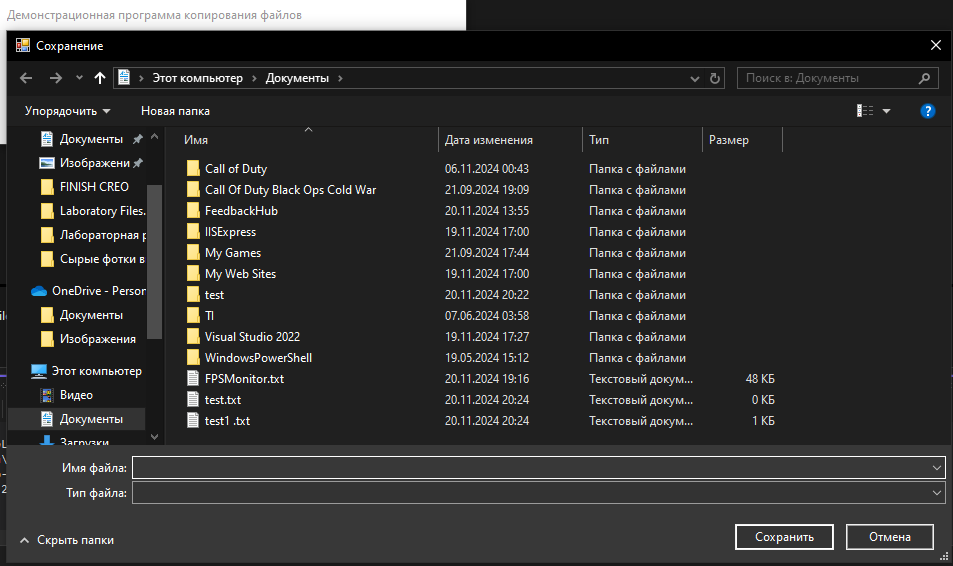 Демонстрационная программа копирования файлов
Сохранение
Этот компьютер > Документы >
Поиск в: Документы
Упорядочить Новая папка
Имя Дата изменения Тип Размер
Документы
Изображени
FINISH CREO
Laboratory Files.
Лабораторная р
Сырые фотки в
OneDrive - Person
Документы
Изображения
Этот компьютер
Видео
Документы
Загрузки
Call of Duty 06.11.2024 00:43 Папка с файлами
Call Of Duty Black Ops Cold War 21.09.2024 19:09 Папка с файлами
FeedbackHub 20.11.2024 13:55 Папка с файлами
IISExpress 19.11.2024 17:00 Папка с файлами
My Games 21.09.2024 17:44 Папка с файлами
My Web Sites 19.11.2024 17:00 Папка с файлами
test 20.11.2024 20:22 Папка с файлами
TI 07.06.2024 03:58 Папка с файлами
Visual Studio 2022 19.11.2024 17:27 Папка с файлами
WindowsPowerShell 19.05.2024 15:12 Папка с файлами
FPSMonitor.txt 20.11.2024 19:16 Текстовый докум... 48 КБ
test.txt 20.11.2024 20:24 Текстовый докум... 0 КБ
test1 .txt 20.11.2024 20:24 Текстовый докум... 1 КБ
Имя файла:
Тип файла:
Скрыть папки
Сохранить
Отмена